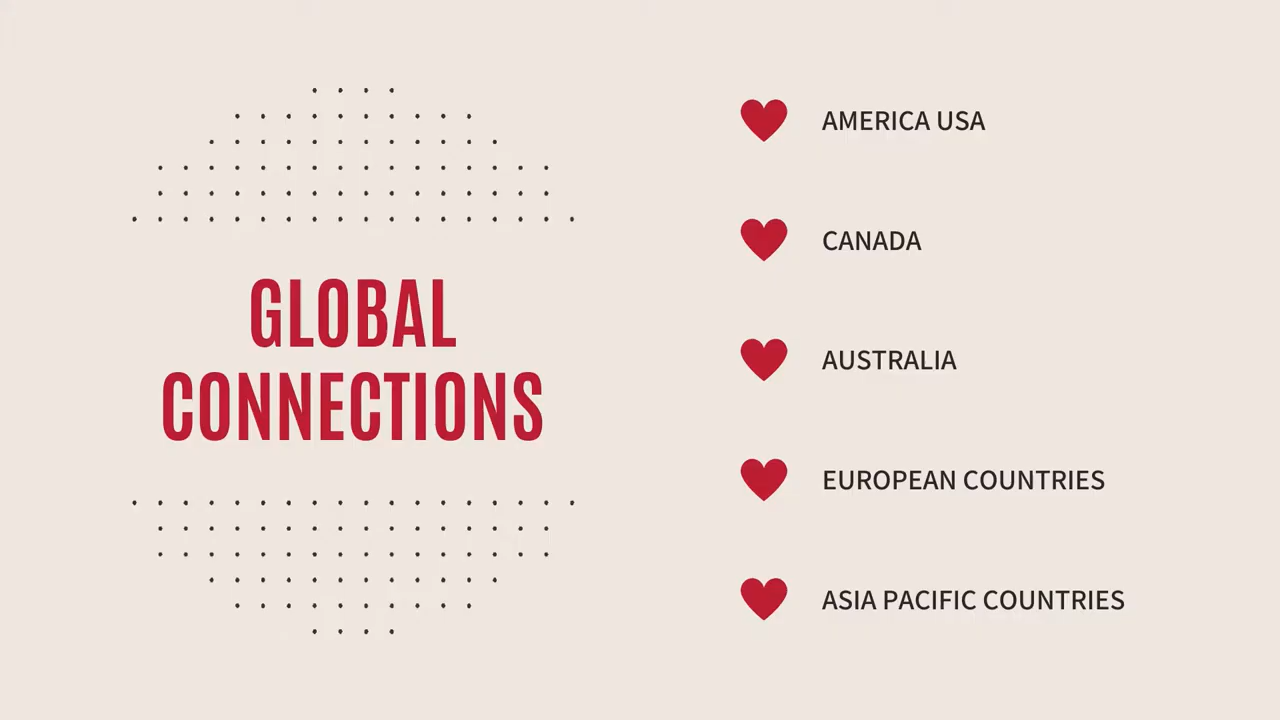 GLOBAL
CONNECTIONS
AMERICA USA
CANADA
AUSTRALIA
EUROPEAN COUNTRIES
ASIA PACIFIC COUNTRIES